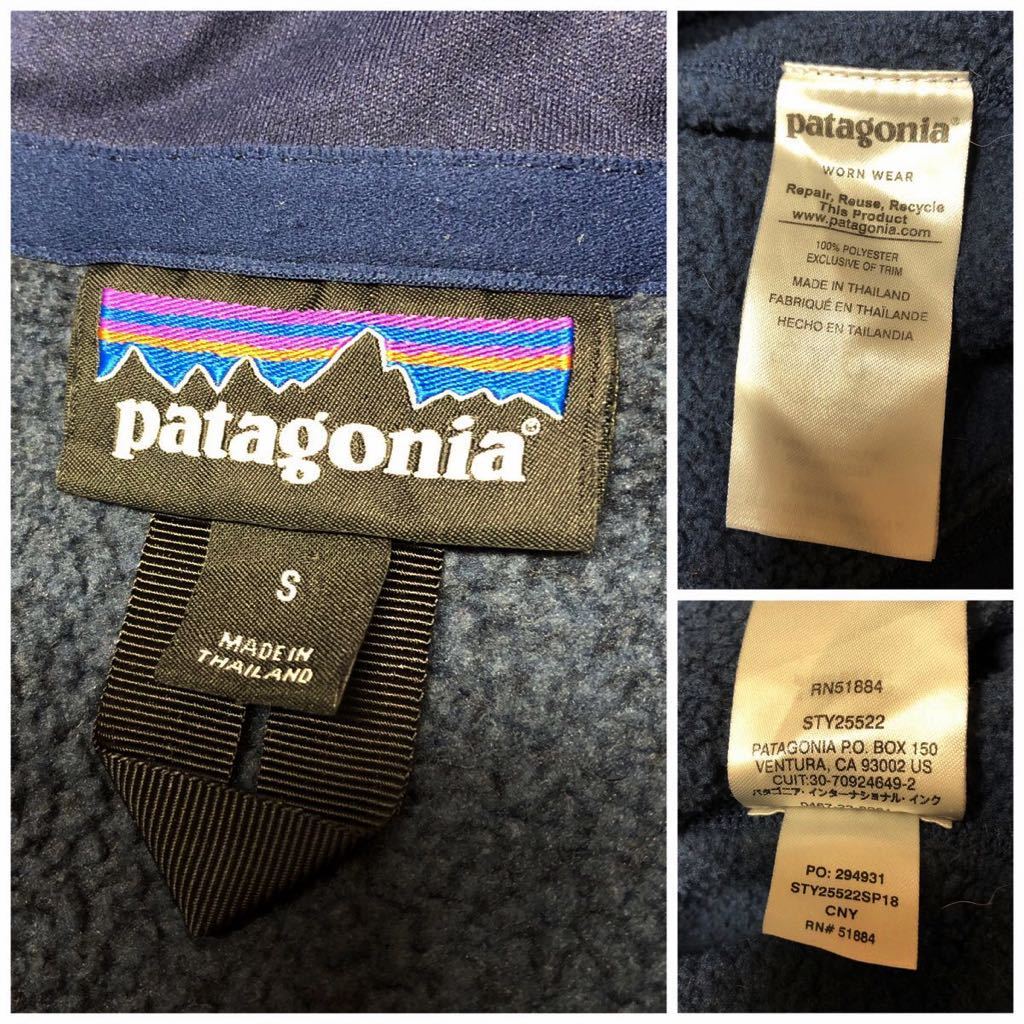 patagonia®
S
MADE IN
THAILAND
patagonia®
WORN WEAR
Repair, Reuse, Recycle
This Product
www.patagonia.com
100% POLYESTER
EXCLUSIVE OF TRIM
MADE IN THAILAND
FABRIQUÉ EN THAÏLANDE
HECHO EN TAILANDIA
RN51884
STY25522
PATAGONIA P.O. BOX 150
VENTURA, CA 93002 US
CUIT:30-70924649-2
パタゴニア・インターナショナル・インク
PO: 294931
STY25522SP18
CNY
RN# 51884